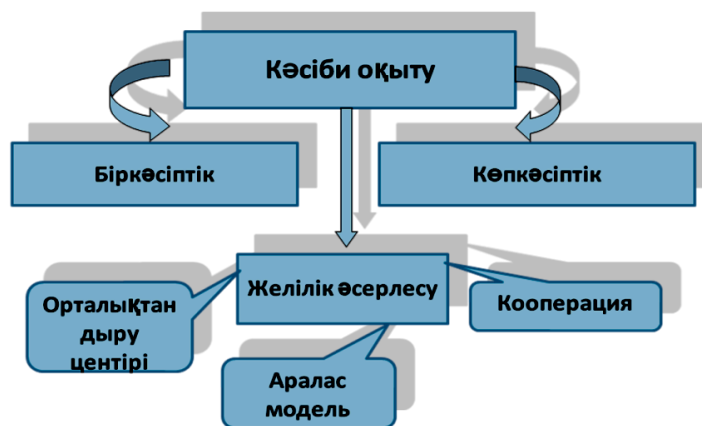 Кәсіби оқыту
Біркәсіптік
Көпкәсіптік
Желілік әсерлесу
Орталықтан
дыру
центірі
Кооперация
Аралас
модель